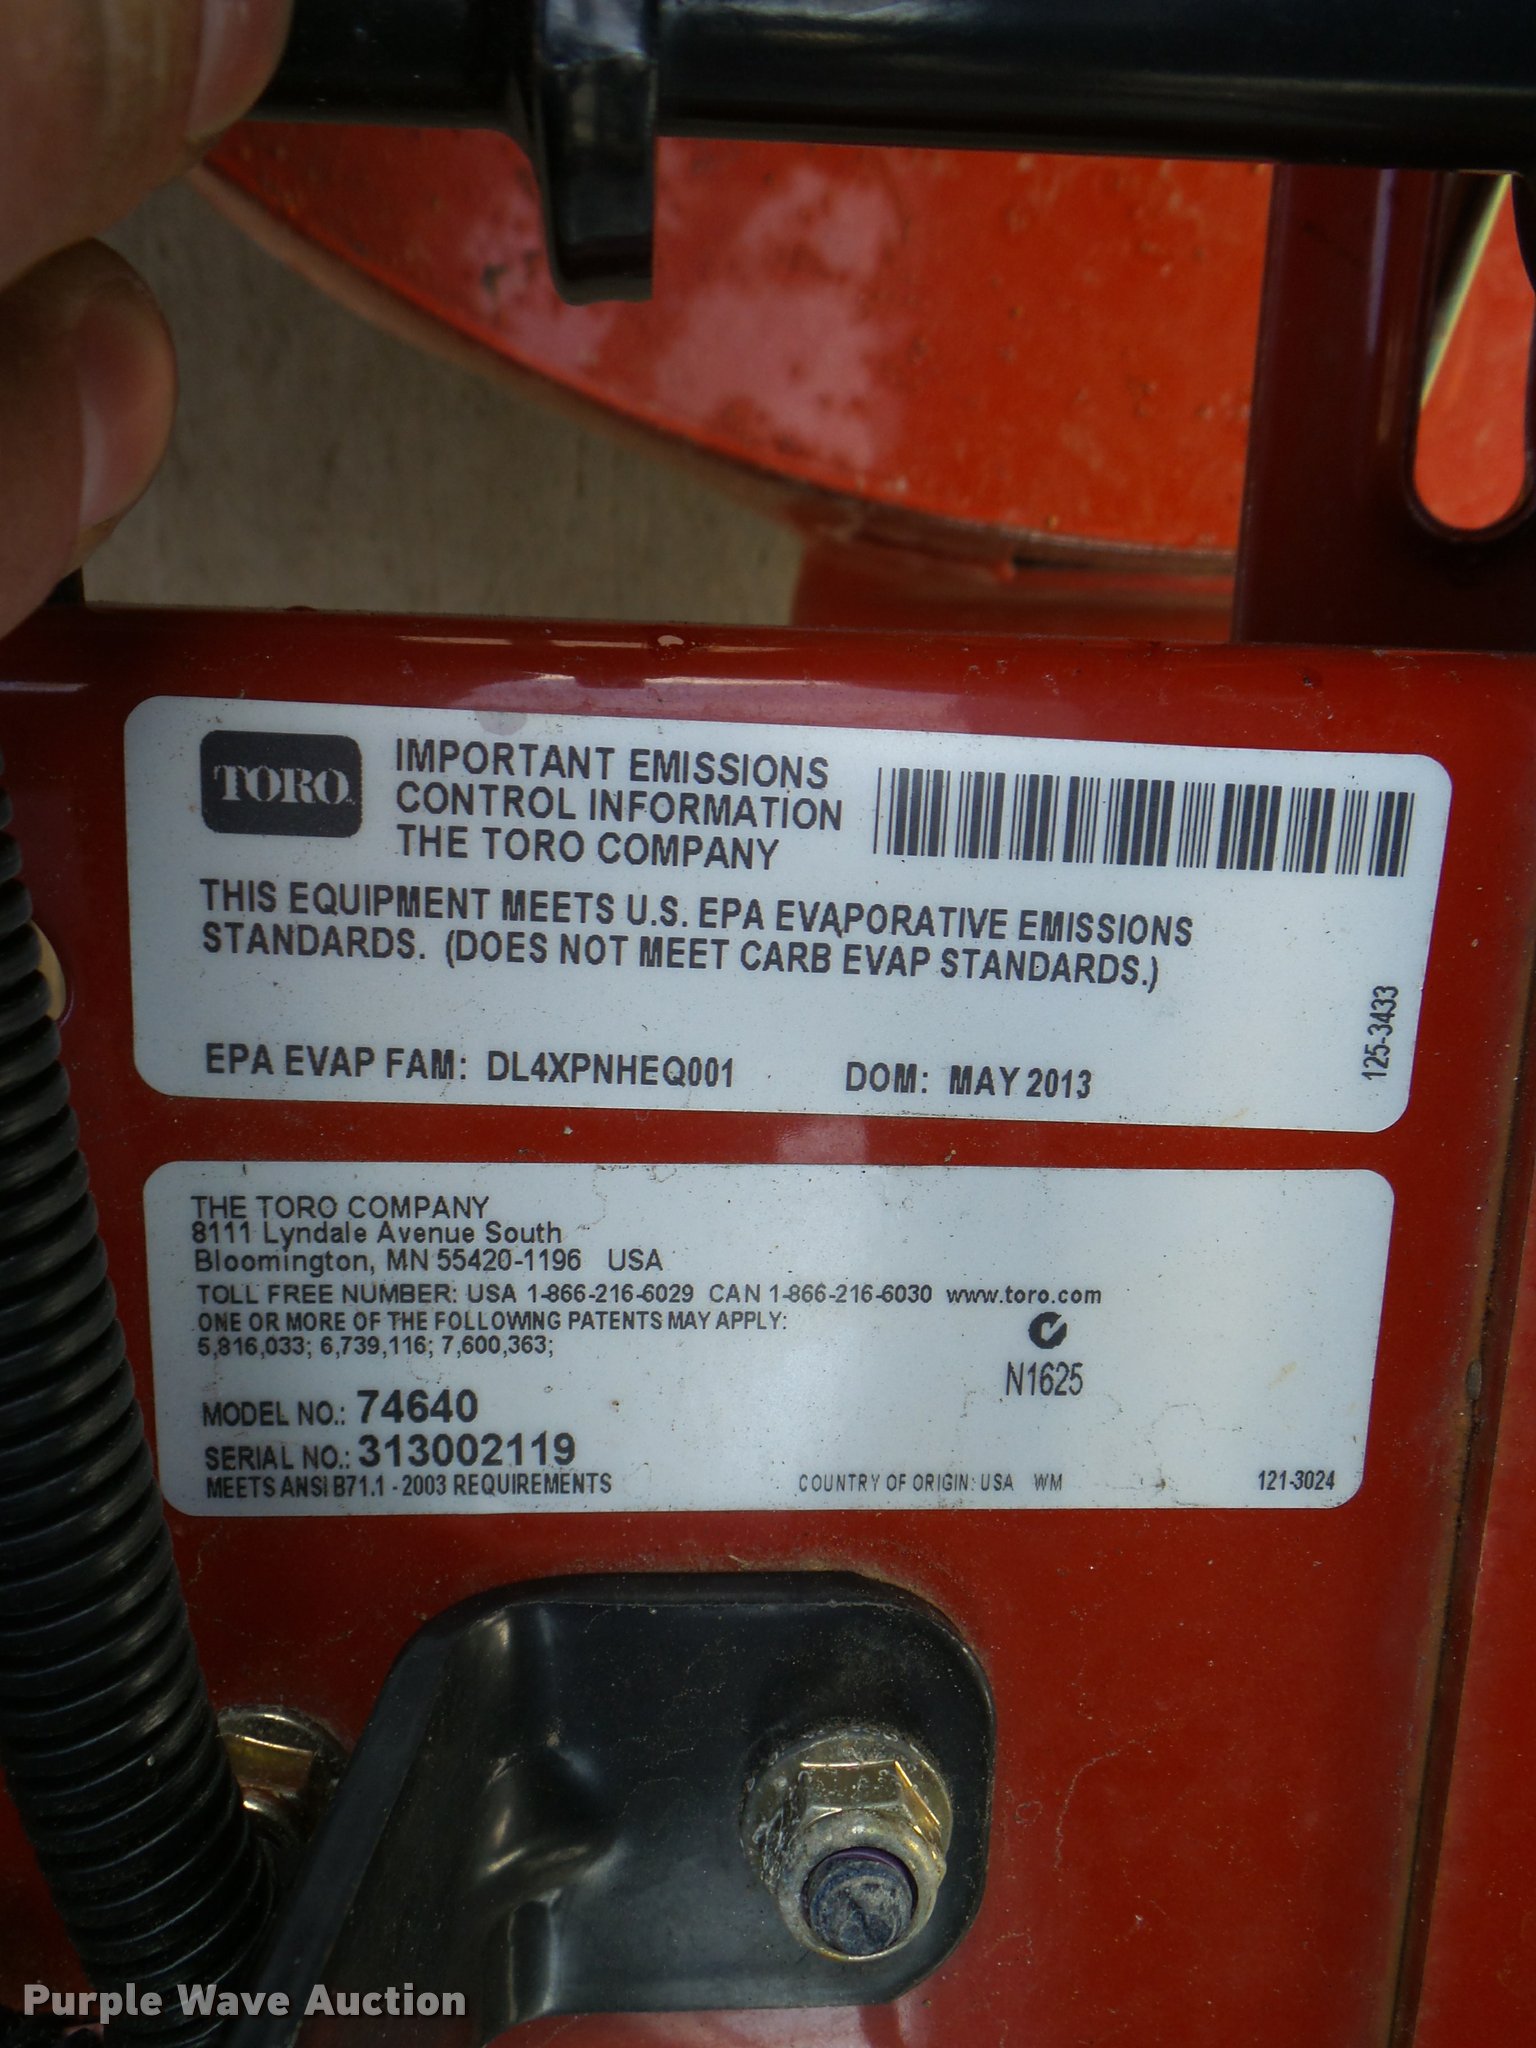 TORO
IMPORTANT EMISSIONS
CONTROL INFORMATION
THE TORO COMPANY
THIS EQUIPMENT MEETS U.S. EPA EVAPORATIVE EMISSIONS
STANDARDS. (DOES NOT MEET CARB EVAP STANDARDS.)
EPA EVAP FAM: DL4XPNHEQ001 DOM: MAY 2013
125-3433
THE TORO COMPANY
8111 Lyndale Avenue South
Bloomington, MN 55420-1196 USA
TOLL FREE NUMBER: USA 1-866-216-6029 CAN 1-866-216-6030 www.toro.com
ONE OR MORE OF THE FOLLOWING PATENTS MAY APPLY:
5,816,033; 6,739,116; 7,600,363;
N1625
MODEL NO.: 74640
SERIAL NO.: 313002119
MEETS ANSI B71.1 - 2003 REQUIREMENTS COUNTRY OF ORIGIN: USA WM 121-3024
Purple Wave Auction